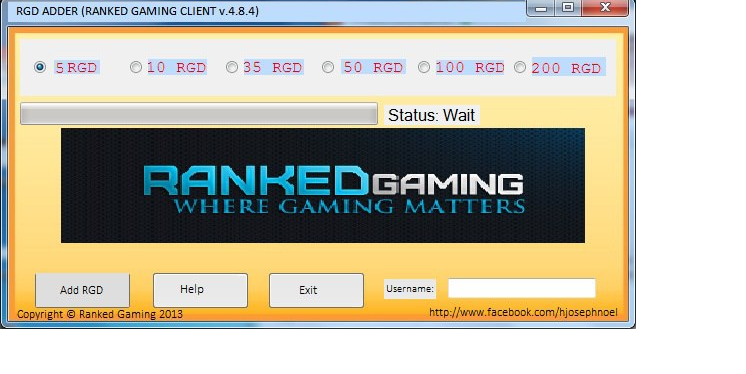 RGD ADDER (RANKED GAMING CLIENT v.4.8.4)
5RGD 10 RGD 35 RGD 50 RGD 100 RGD 200 RGD
Status: Wait
RANKEDGAMING
WHERE GAMING MATTERS
Add RGD Help Exit Username:
Copyright © Ranked Gaming 2013 http://www.facebook.com/hjosephnoel